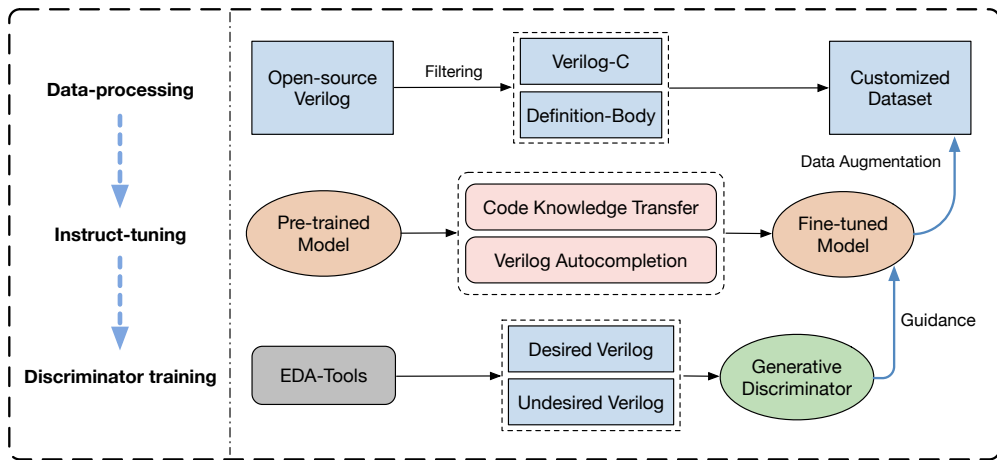 Data-processing
Open-source
Verilog
Filtering
Verilog-C
Definition-Body
Customized
Dataset
Data Augmentation
Instruct-tuning
Pre-trained
Model
Code Knowledge Transfer
Verilog Autocompletion
Fine-tuned
Model
Guidance
Discriminator training
EDA-Tools
Desired Verilog
Undesired Verilog
Generative
Discriminator